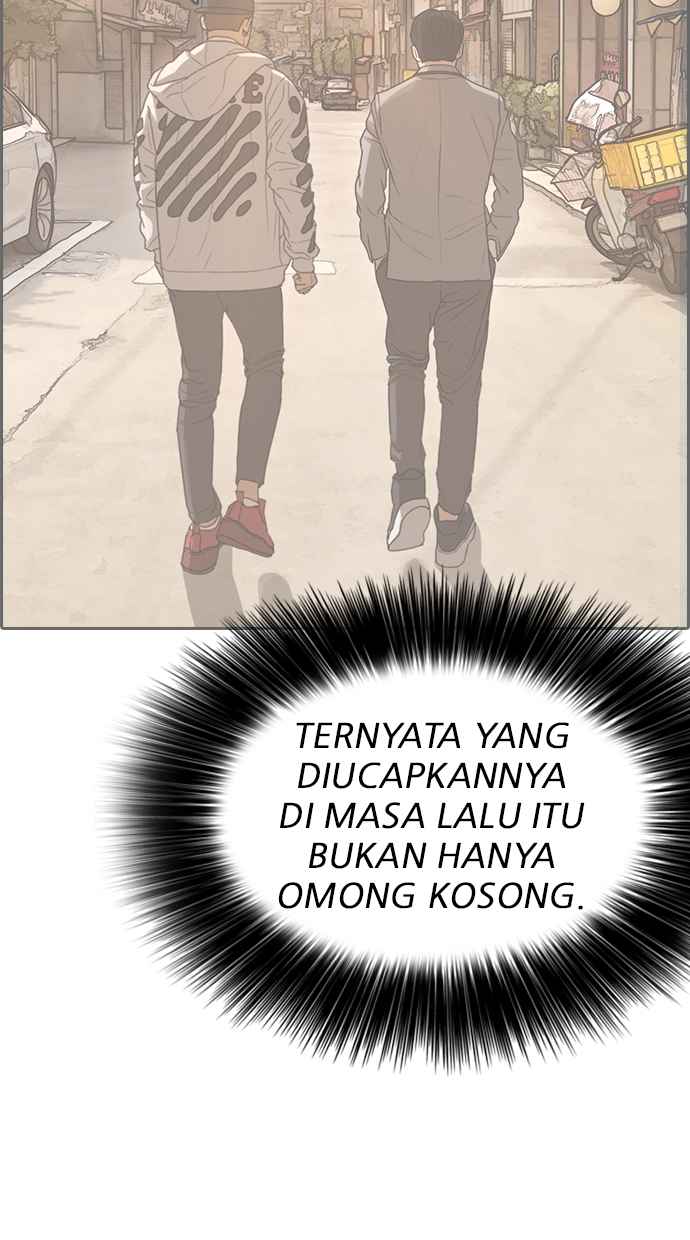 TERNYATA YANG
DIUCAPKANNYA
DI MASA LALU ITU
BUKAN HANYA
OMONG KOSONG.